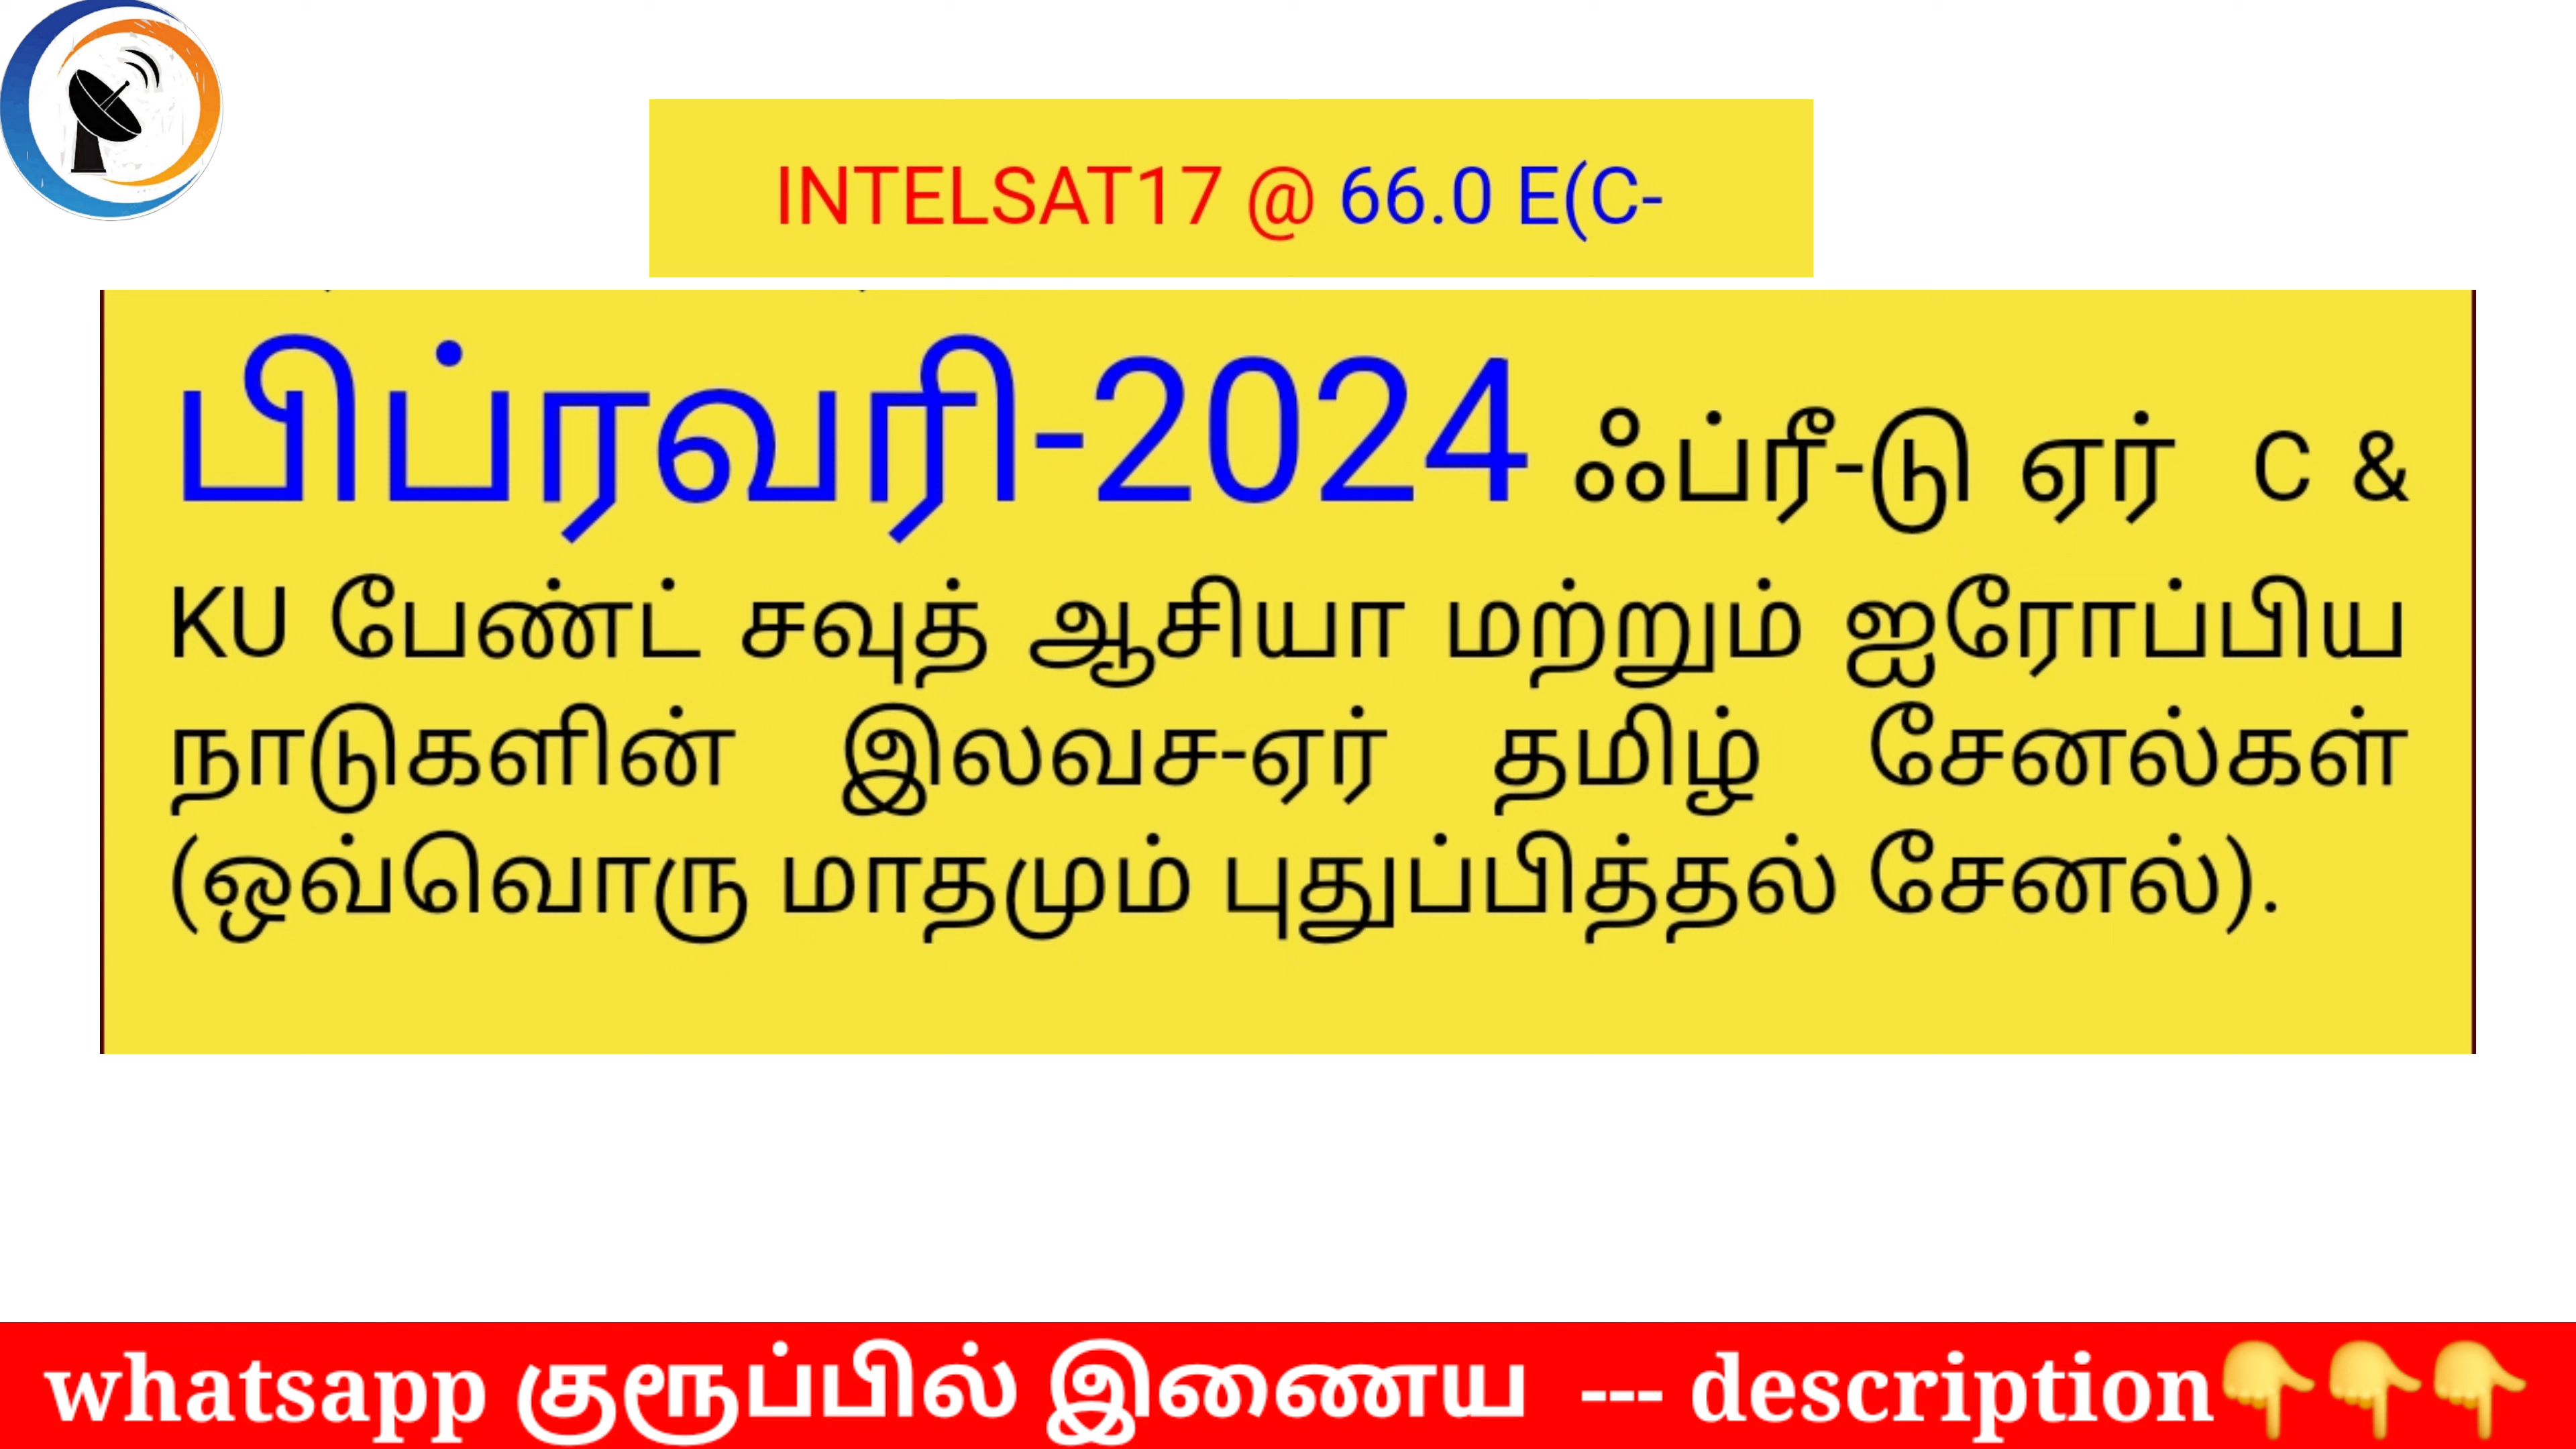 INTELSAT17 @ 66.0 E(C-
பிப்ரவரி-2024 ஃப்ரீ-டு ஏர் C &
KU பேண்ட் சவுத் ஆசியா மற்றும் ஐரோப்பிய
நாடுகளின் இலவச-ஏர் தமிழ் சேனல்கள்
(ஒவ்வொரு மாதமும் புதுப்பித்தல் சேனல்).
whatsapp குரூப்பில் இணைய --- description👇👇👇